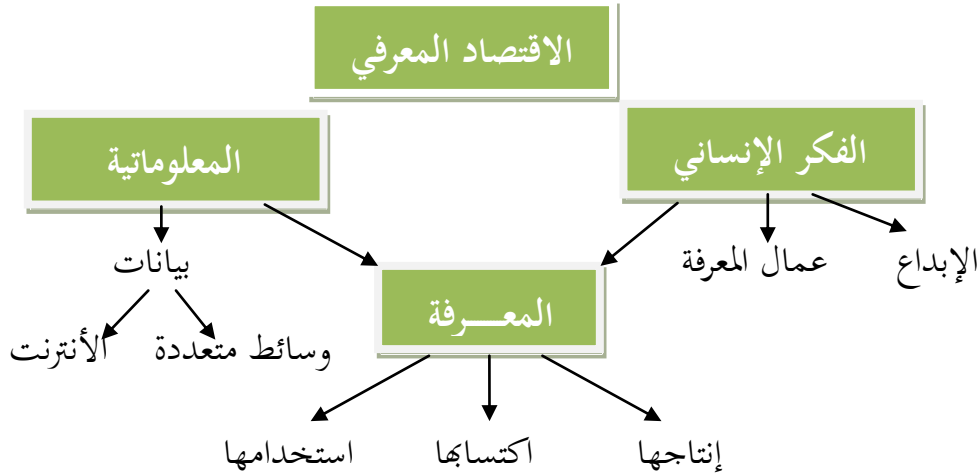 الاقتصاد المعرفي
الفكر الإنساني
المعلوماتية
الإبداع
عمال المعرفة
بيانات
المعـــرفة
وسائط متعددة
الأنترنت
إنتاجها
اكتسابها
استخدامها